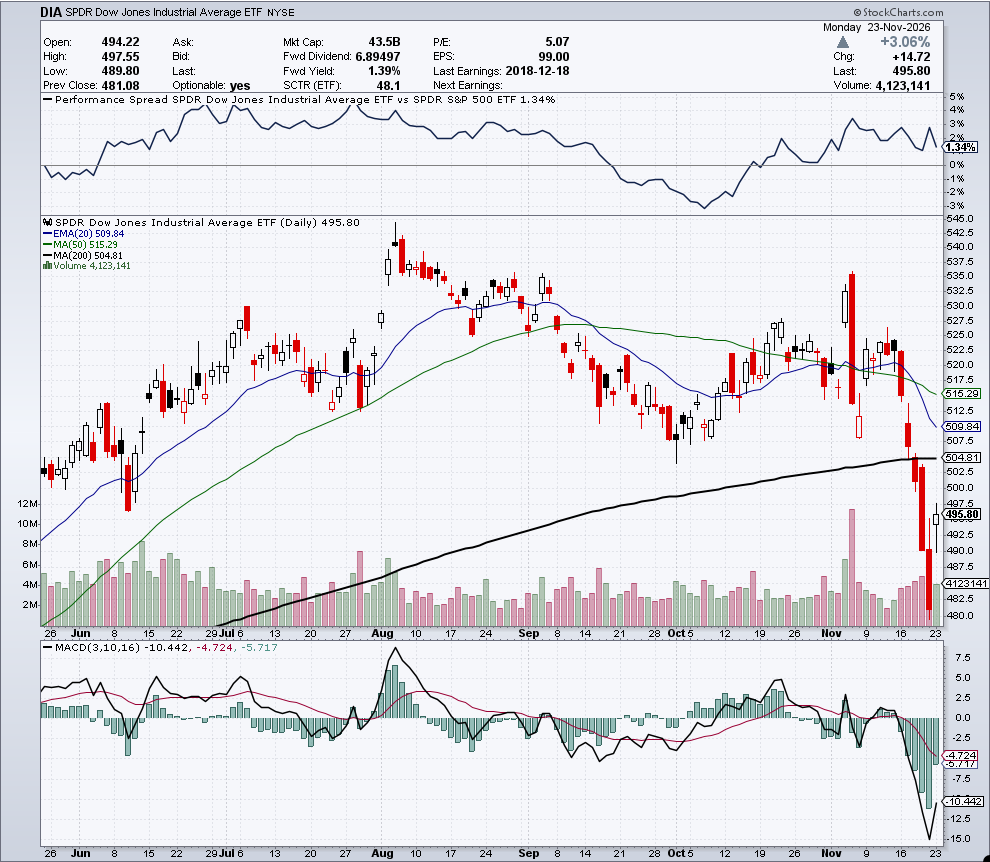 DIA SPDR Dow Jones Industrial Average ETF NYSE © StockCharts.com
Monday 23-Nov-2026
Open: 494.22 Ask: Mkt Cap: 43.5B P/E: 5.07 +3.06%
High: 497.55 Bid: Fwd Dividend: 6.89497 EPS: 99.00 Chg: +14.72
Low: 489.80 Last: Fwd Yield: 1.39% Last Earnings: 2018-12-18 Last: 495.80
Prev Close: 481.08 Optionable: yes SCTR (ETF): 48.1 Next Earnings: Volume: 4,123,141
Performance Spread SPDR Dow Jones Industrial Average ETF vs SPDR S&P 500 ETF 1.34%
5%
4%
3%
2%
1.34%
0%
-1%
-2%
-3%
SPDR Dow Jones Industrial Average ETF (Daily) 495.80
EMA(20) 509.84
MA(50) 515.29
MA(200) 504.81
Volume 4,123,141
545.0
542.5
540.0
537.5
535.0
532.5
530.0
527.5
525.0
522.5
520.0
517.5
515.29
512.5
509.84
507.5
504.81
502.5
500.0
497.5
495.80
492.5
490.0
487.5
4123141
482.5
480.0
12M
10M
8M
6M
4M
2M
26 Jun 8 15 22 29 Jul 6 13 20 27 Aug 10 17 24 Sep 8 14 21 28 Oct 5 12 19 26 Nov 9 16 23
MACD(3,10,16) -10.442, -4.724, -5.717
7.5
5.0
2.5
0.0
-2.5
-4.724
-5.717
-7.5
-10.442
-12.5
-15.0
26 Jun 8 15 22 29 Jul 6 13 20 27 Aug 10 17 24 Sep 8 14 21 28 Oct 5 12 19 26 Nov 9 16 23